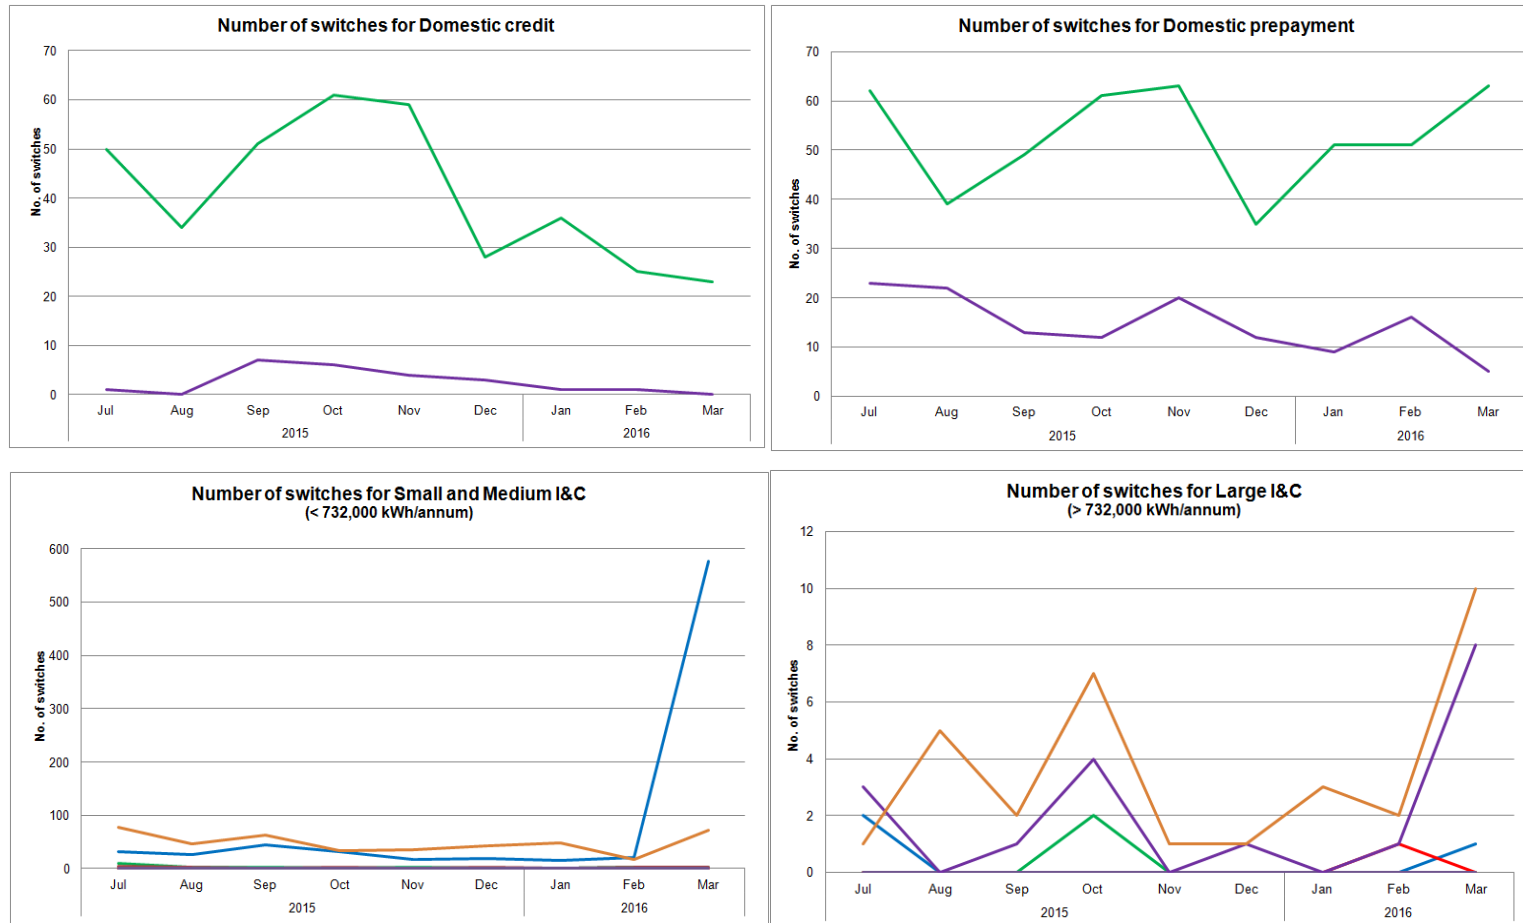 Number of switches for Domestic credit
No. of switches
70
60
50
40
30
20
10
0
Jul Aug Sep Oct Nov Dec Jan Feb Mar
2015 2016
Number of switches for Domestic prepayment
No. of switches
70
60
50
40
30
20
10
0
Jul Aug Sep Oct Nov Dec Jan Feb Mar
2015 2016
Number of switches for Small and Medium I&C
(< 732,000 kWh/annum)
No. of switches
600
500
400
300
200
100
0
Jul Aug Sep Oct Nov Dec Jan Feb Mar
2015 2016
Number of switches for Large I&C
(> 732,000 kWh/annum)
No. of switches
12
10
8
6
4
2
0
Jul Aug Sep Oct Nov Dec Jan Feb Mar
2015 2016